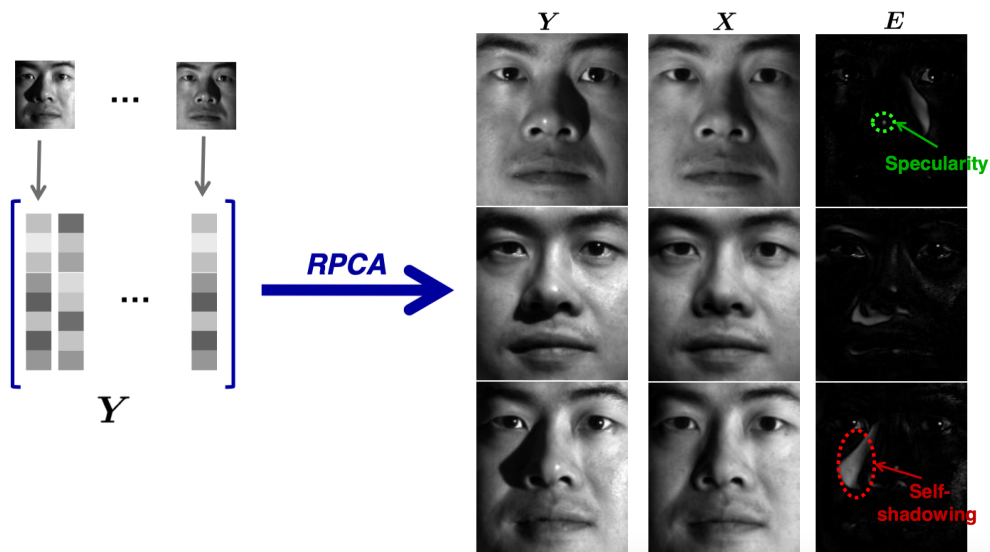 Y X E
...
Specularity
RPCA
...
Y
Self-
shadowing